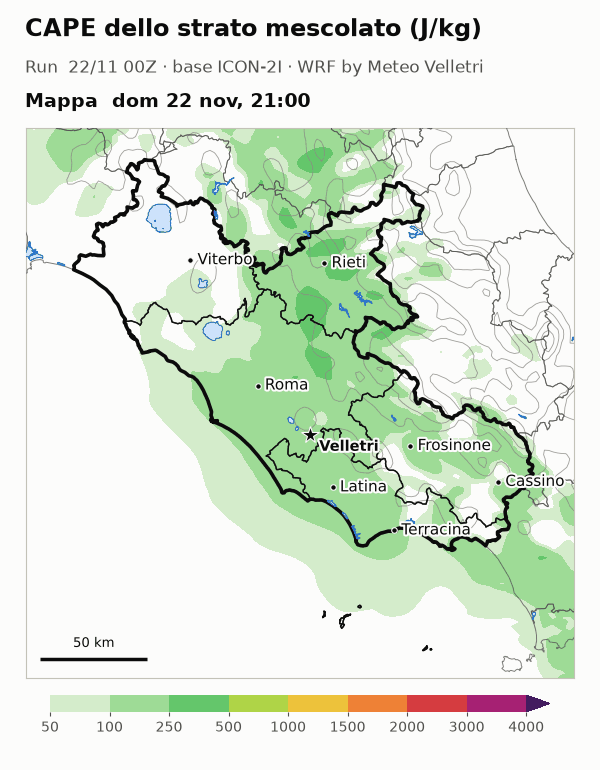 CAPE dello strato mescolato (J/kg)
Run  22/11 00Z · base ICON-2I · WRF by Meteo Velletri
Mappa  dom 22 nov, 21:00
Viterbo
Rieti
Roma
Velletri
Frosinone
Latina
Cassino
Terracina
50 km
50 100 250 500 1000 1500 2000 3000 4000